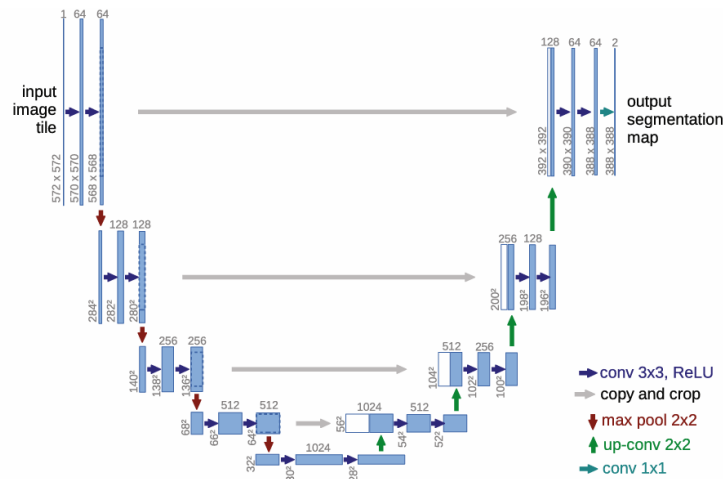 1 64 64
128 64 64 2
input
image
tile
output
segmentation
map
572 x 572
570 x 570
568 x 568
392 x 392
390 x 390
388 x 388
388 x 388
128 128
256 128
284²
282²
280²
200²
198²
196²
256 256
512 256
140²
138²
136²
104²
102²
100²
512 512
1024 512
68²
66²
64²
56²
54²
52²
1024
32²
30²
28²
conv 3x3, ReLU
copy and crop
max pool 2x2
up-conv 2x2
conv 1x1